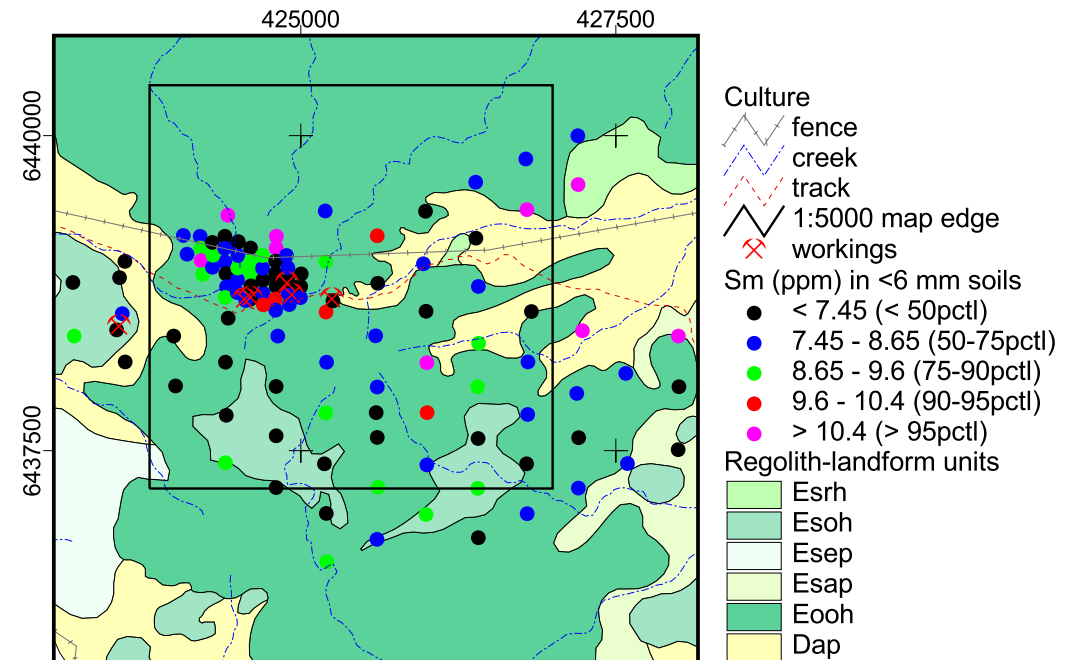 425000 427500
6440000
6437500
Culture
fence
creek
track
1:5000 map edge
workings
Sm (ppm) in <6 mm soils
< 7.45 (< 50pctl)
7.45 - 8.65 (50-75pctl)
8.65 - 9.6 (75-90pctl)
9.6 - 10.4 (90-95pctl)
> 10.4 (> 95pctl)
Regolith-landform units
Esrh
Esoh
Esep
Esap
Eooh
Dap